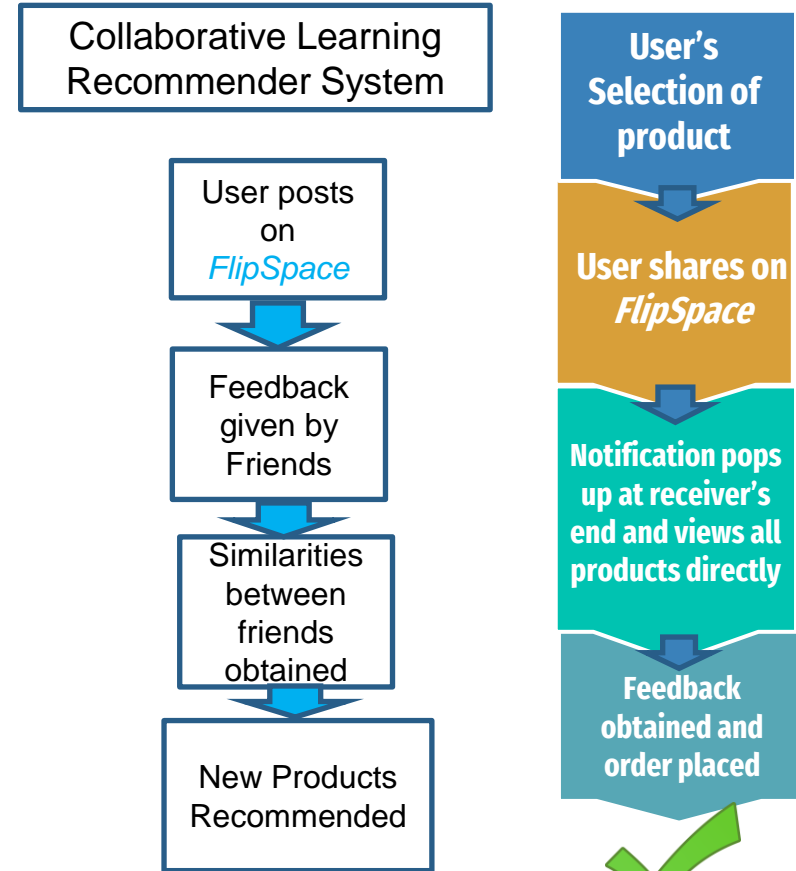 Collaborative Learning
Recommender System
User posts
on
FlipSpace
Feedback
given by
Friends
Similarities
between
friends
obtained
New Products
Recommended
User’s
Selection of
product
User shares on
FlipSpace
Notification pops
up at receiver’s
end and views all
products directly
Feedback
obtained and
order placed